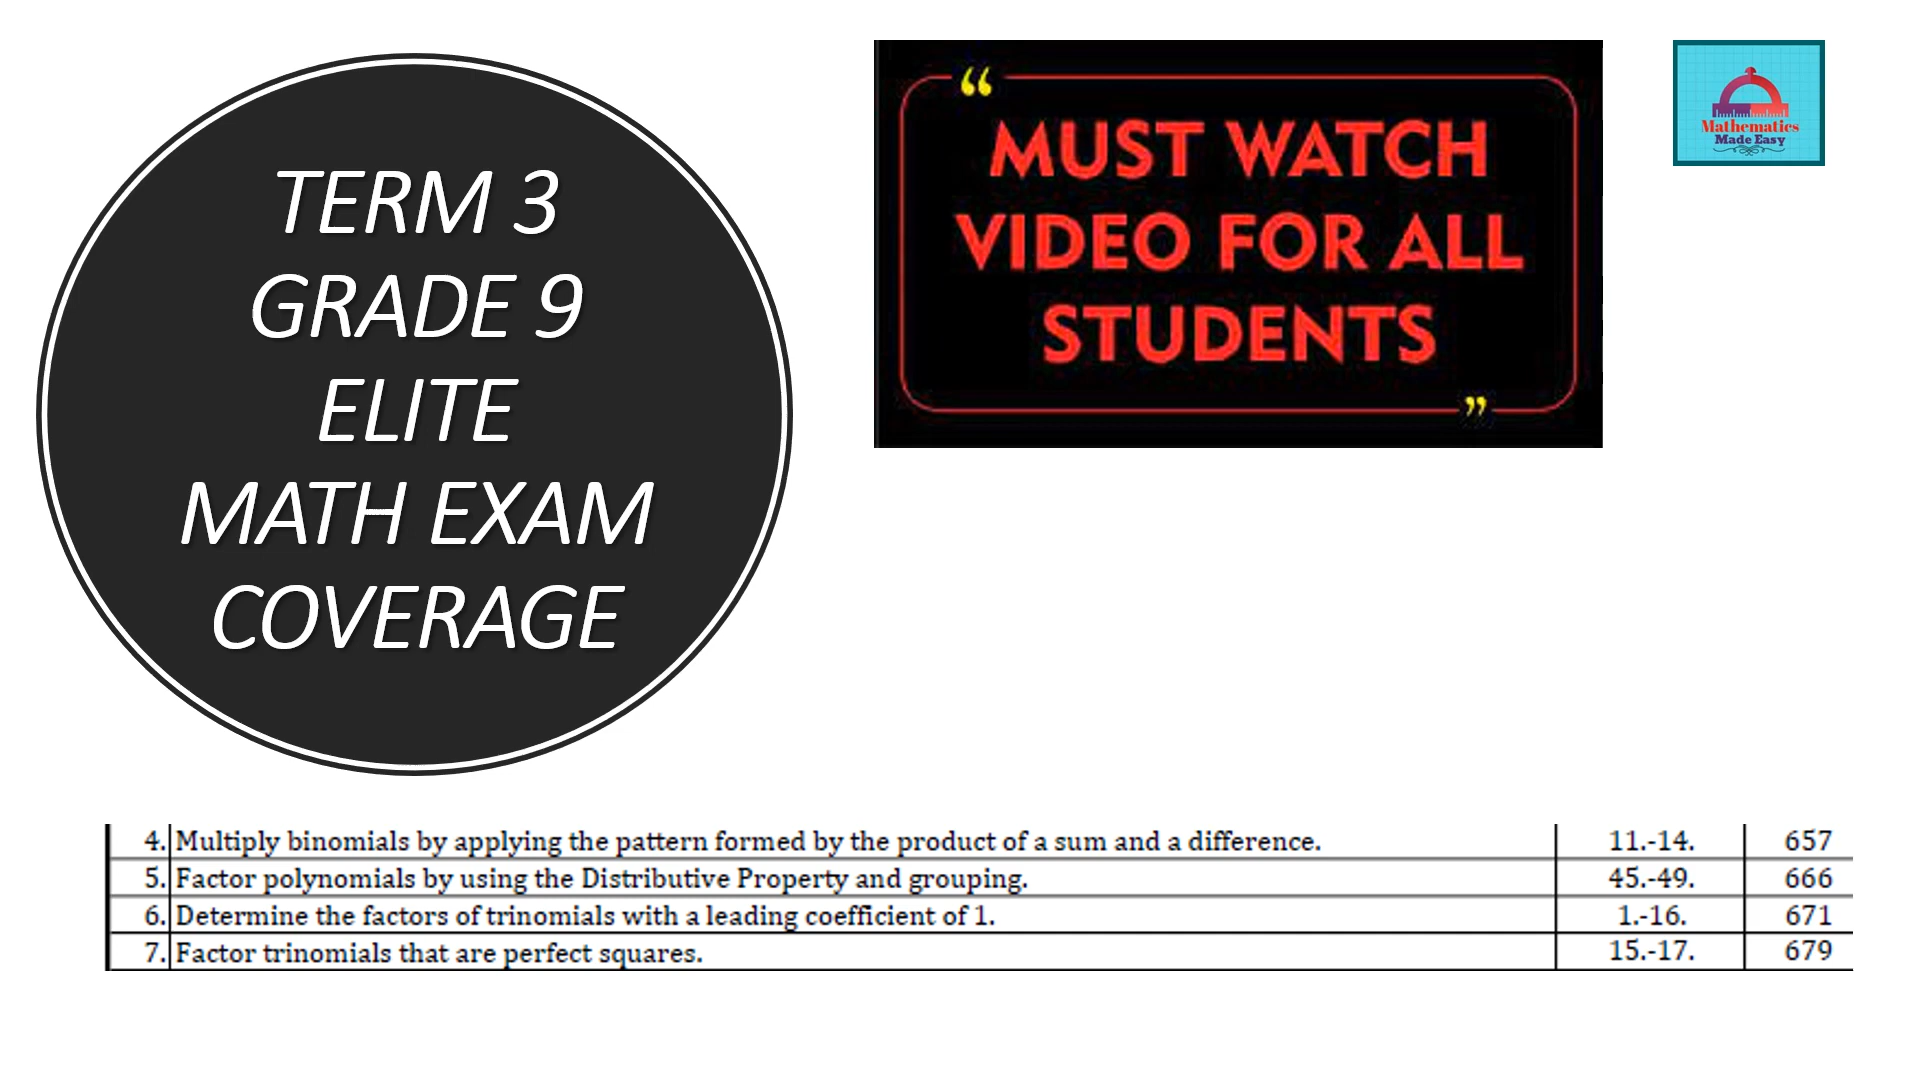 TERM 3
GRADE 9
ELITE
MATH EXAM
COVERAGE
“
MUST WATCH
VIDEO FOR ALL
STUDENTS
”
Mathematics
Made Easy
4. Multiply binomials by applying the pattern formed by the product of a sum and a difference. 11.-14. 657
5. Factor polynomials by using the Distributive Property and grouping. 45.-49. 666
6. Determine the factors of trinomials with a leading coefficient of 1. 1.-16. 671
7. Factor trinomials that are perfect squares. 15.-17. 679